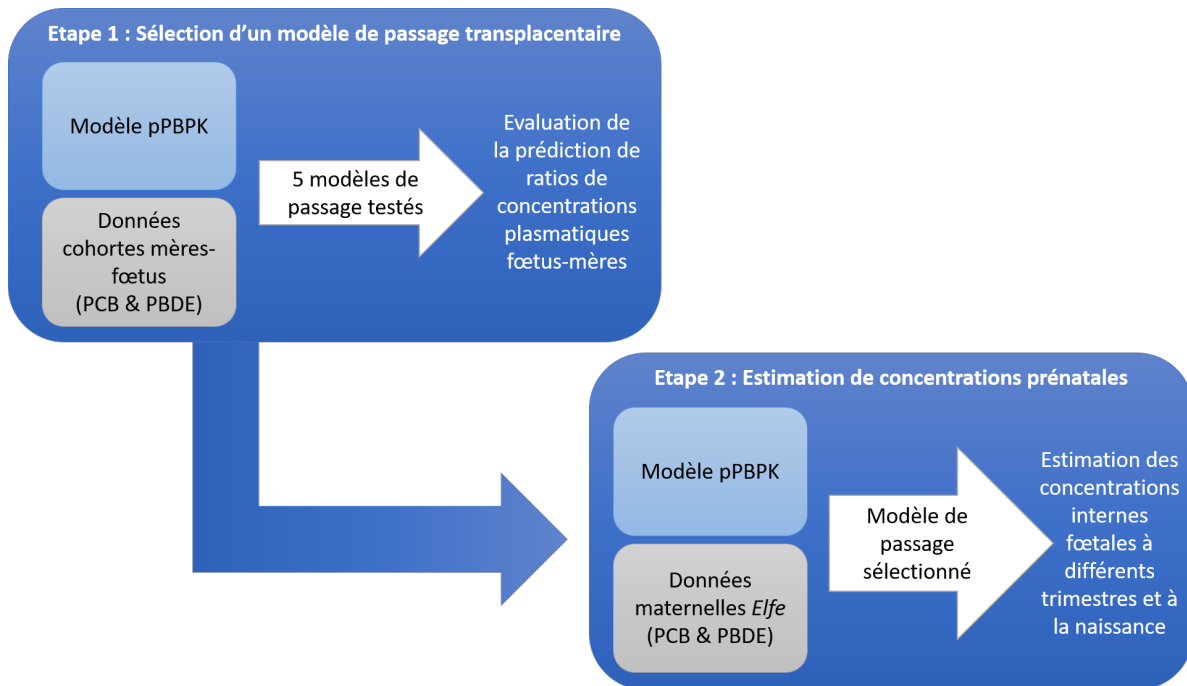 Etape 1 : Sélection d’un modèle de passage transplacentaire
Modèle pPBPK
Données
cohortes mères-
fœtus
(PCB & PBDE)
5 modèles de
passage testés
Evaluation de
la prédiction de
ratios de
concentrations
plasmatiques
fœtus-mères
Etape 2 : Estimation de concentrations prénatales
Modèle pPBPK
Données
maternelles Elfe
(PCB & PBDE)
Modèle de
passage
sélectionné
Estimation des
concentrations
internes
fœtales à
différents
trimestres et à
la naissance